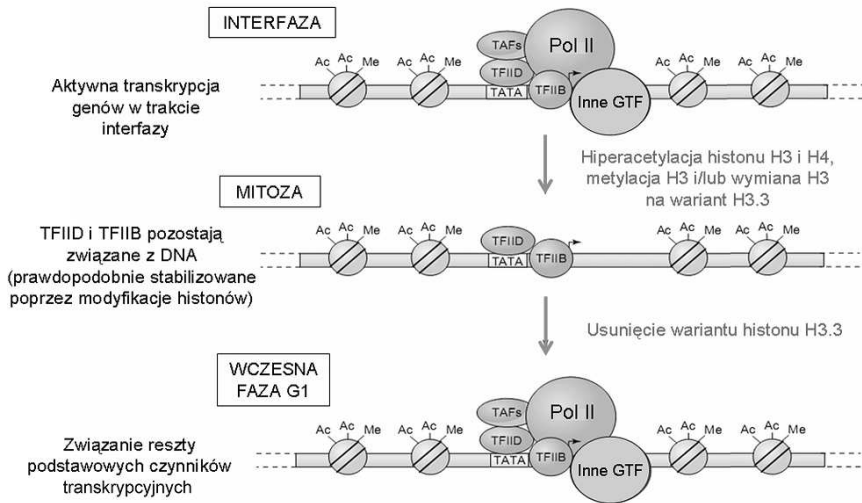 INTERFAZA
Aktywna transkrypcja
genów w trakcie
interfazy
Ac Ac Me
Ac Ac Me
TAFs
Pol II
TFIID
TATA
TFIIB
Inne GTF
Ac Ac Me
Ac Ac Me
Hiperacetylacja histonu H3 i H4,
metylacja H3 i/lub wymiana H3
na wariant H3.3
MITOZA
TFIID i TFIIB pozostają
związane z DNA
(prawdopodobnie stabilizowane
poprzez modyfikacje histonów)
Ac Ac Me
Ac Ac Me
TFIID
TATA
TFIIB
Ac Ac Me
Ac Ac Me
Usunięcie wariantu histonu H3.3
WCZESNA
FAZA G1
Związanie reszty
podstawowych czynników
transkrypcyjnych
Ac Ac Me
Ac Ac Me
TAFs
Pol II
TFIID
TATA
TFIIB
Inne GTF
Ac Ac Me
Ac Ac Me